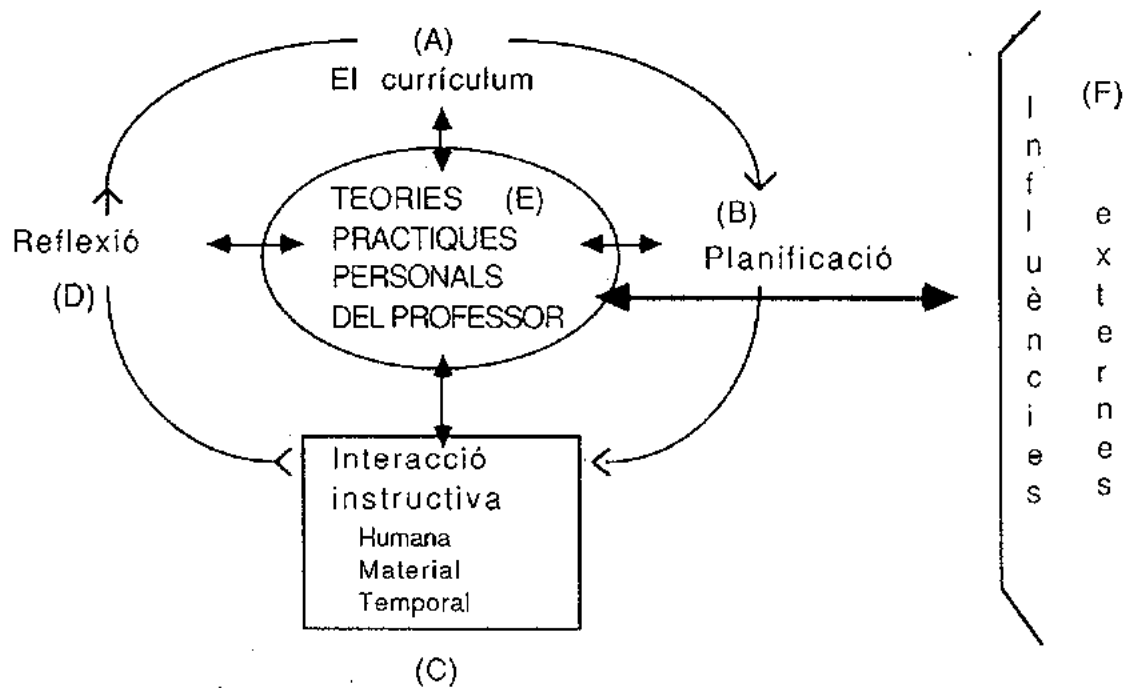 (A)
El currículum
TEORIES (E)
PRACTIQUES
PERSONALS
DEL PROFESSOR
(B)
Planificació
Reflexió
(D)
Interacció
instructiva
Humana
Material
Temporal
(C)
(F)
Influències
externes